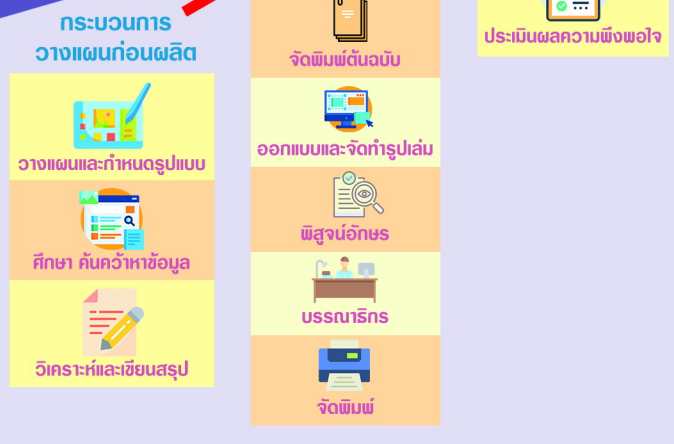 กระบวนการ
วางแผนก่อนผลิต
วางแผนและกำหนดรูปแบบ
ศึกษา ค้นคว้าหาข้อมูล
วิเคราะห์และเขียนสรุป
จัดพิมพ์ต้นฉบับ
ออกแบบและจัดทำรูปเล่ม
พิสูจน์อักษร
บรรณาธิกร
จัดพิมพ์
ประเมินผลความพึงพอใจ